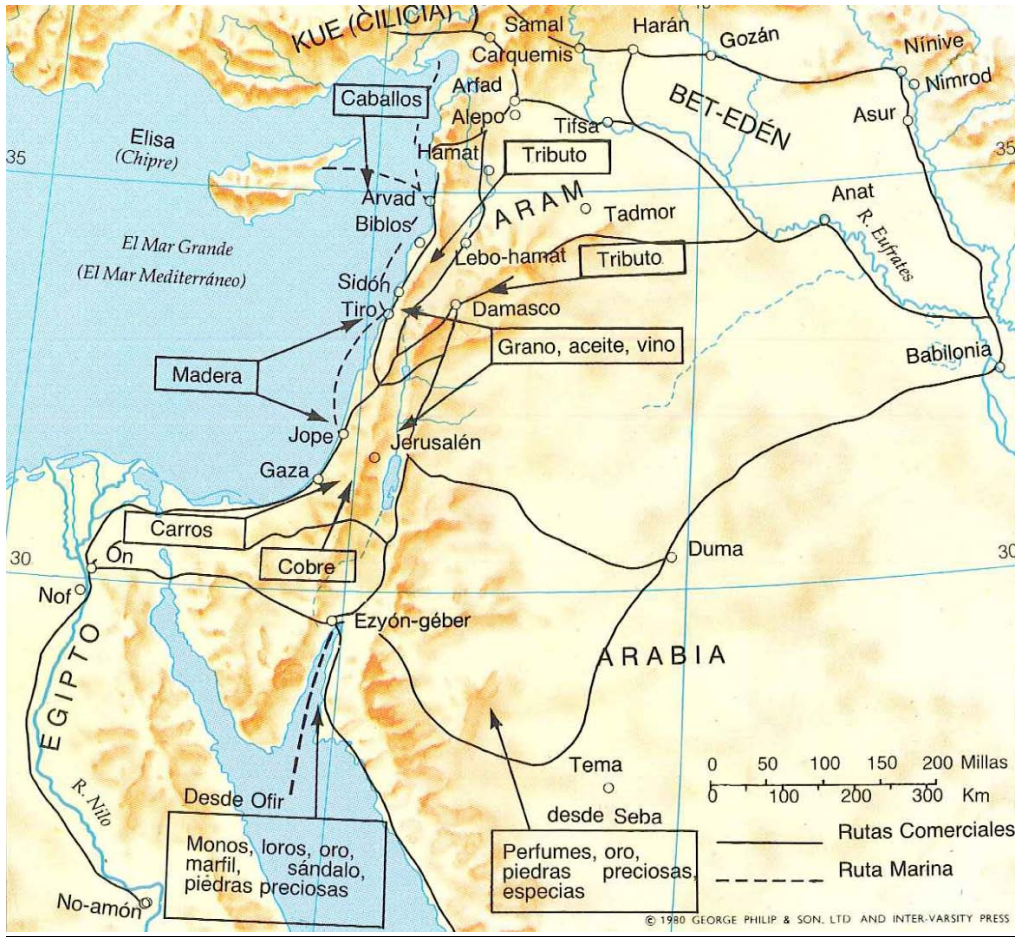 KUE (CILICIA)
Samal
Carquemis
Harán
Gozán
Nínive
Nimrod
Arfad
Alepo
BET-EDÉN
Asur
Caballos
Tifsa
Elisa
(Chipre)
35
Hamat
Tributo
35
Arvad
ARAM
Tadmor
Anat
Biblos
R. Eufrates
El Mar Grande
(El Mar Mediterráneo)
Lebo-hamat
Tributo
Sidón
Tiro
Damasco
Grano, aceite, vino
Babilonia
Madera
Jope
Jerusalén
Gaza
Carros
Cobre
Duma
30
On
30
Nof
Ezyón-géber
EGIPTO
ARABIA
R. Nilo
Tema
0 50 100 150 200 Millas
0 100 200 300 Km
Desde Ofir
desde Seba
Monos, loros, oro,
marfil, sándalo,
piedras preciosas
Perfumes, oro,
piedras preciosas,
especias
Rutas Comerciales
Ruta Marina
No-amón
© 1980 GEORGE PHILIP & SON, LTD AND INTER-VARSITY PRESS